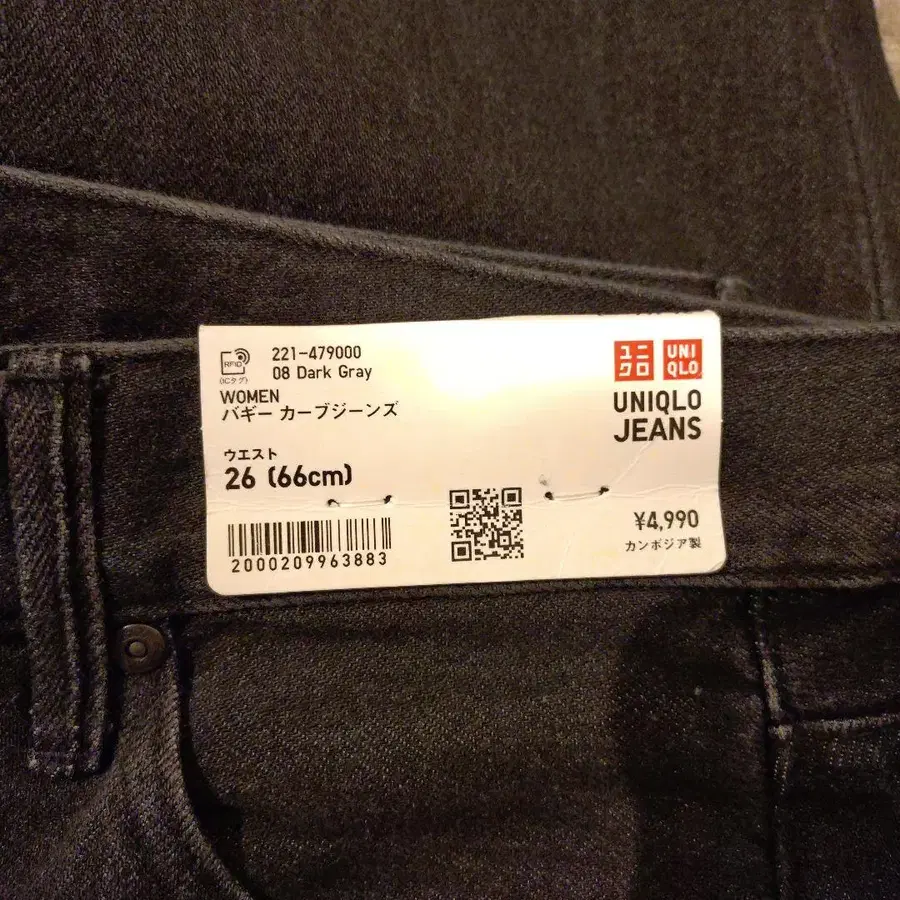 RFID
(ICタグ)
221-479000
08 Dark Gray
WOMEN
バギー カーブジーンズ
ウエスト
26 (66cm)
2000209963883
ユニ
クロ
UNI
QLO
UNIQLO
JEANS
¥4,990
カンボジア製